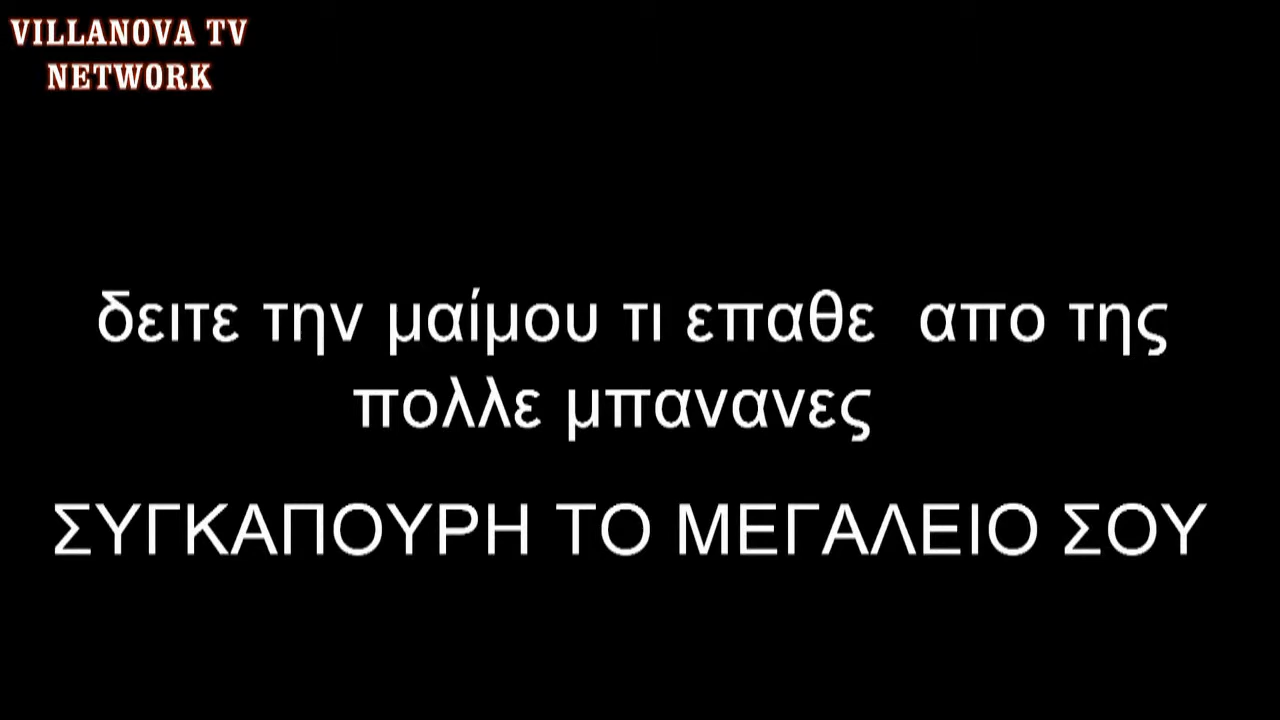 VILLANOVA TV
NETWORK
δειτε την μαίμου τι επαθε  απο της
πολλε μπανανες
ΣΥΓΚΑΠΟΥΡΗ ΤΟ ΜΕΓΑΛΕΙΟ ΣΟΥ